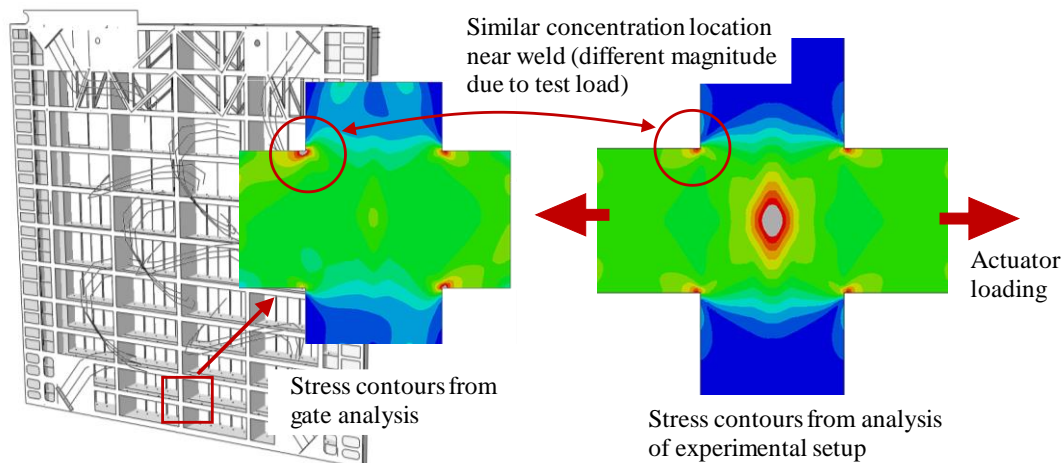 Similar concentration location
near weld (different magnitude
due to test load)
Actuator
loading
Stress contours from
gate analysis
Stress contours from analysis
of experimental setup